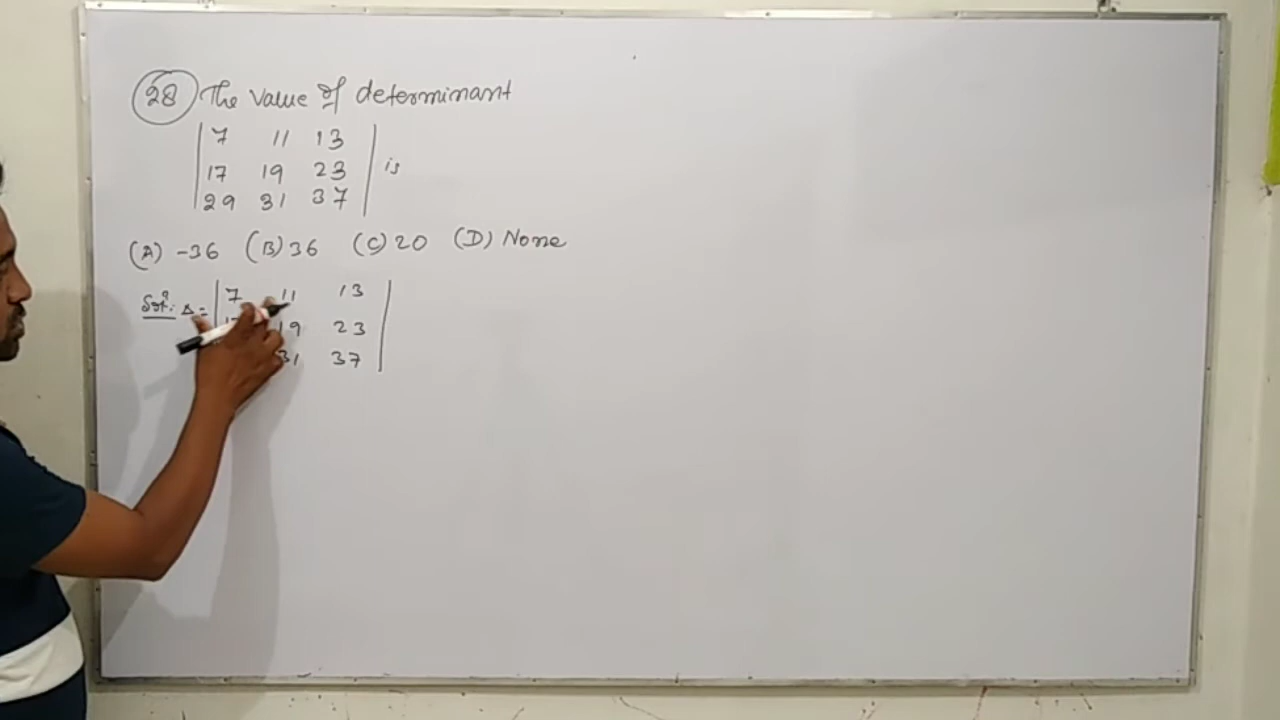 28 The value of determinant
7 11 13
17 19 23 is
29 31 37
(A) -36 (B) 36 (C) 20 (D) None
Solⁿ: Δ = 7 11 13
19 23
31 37